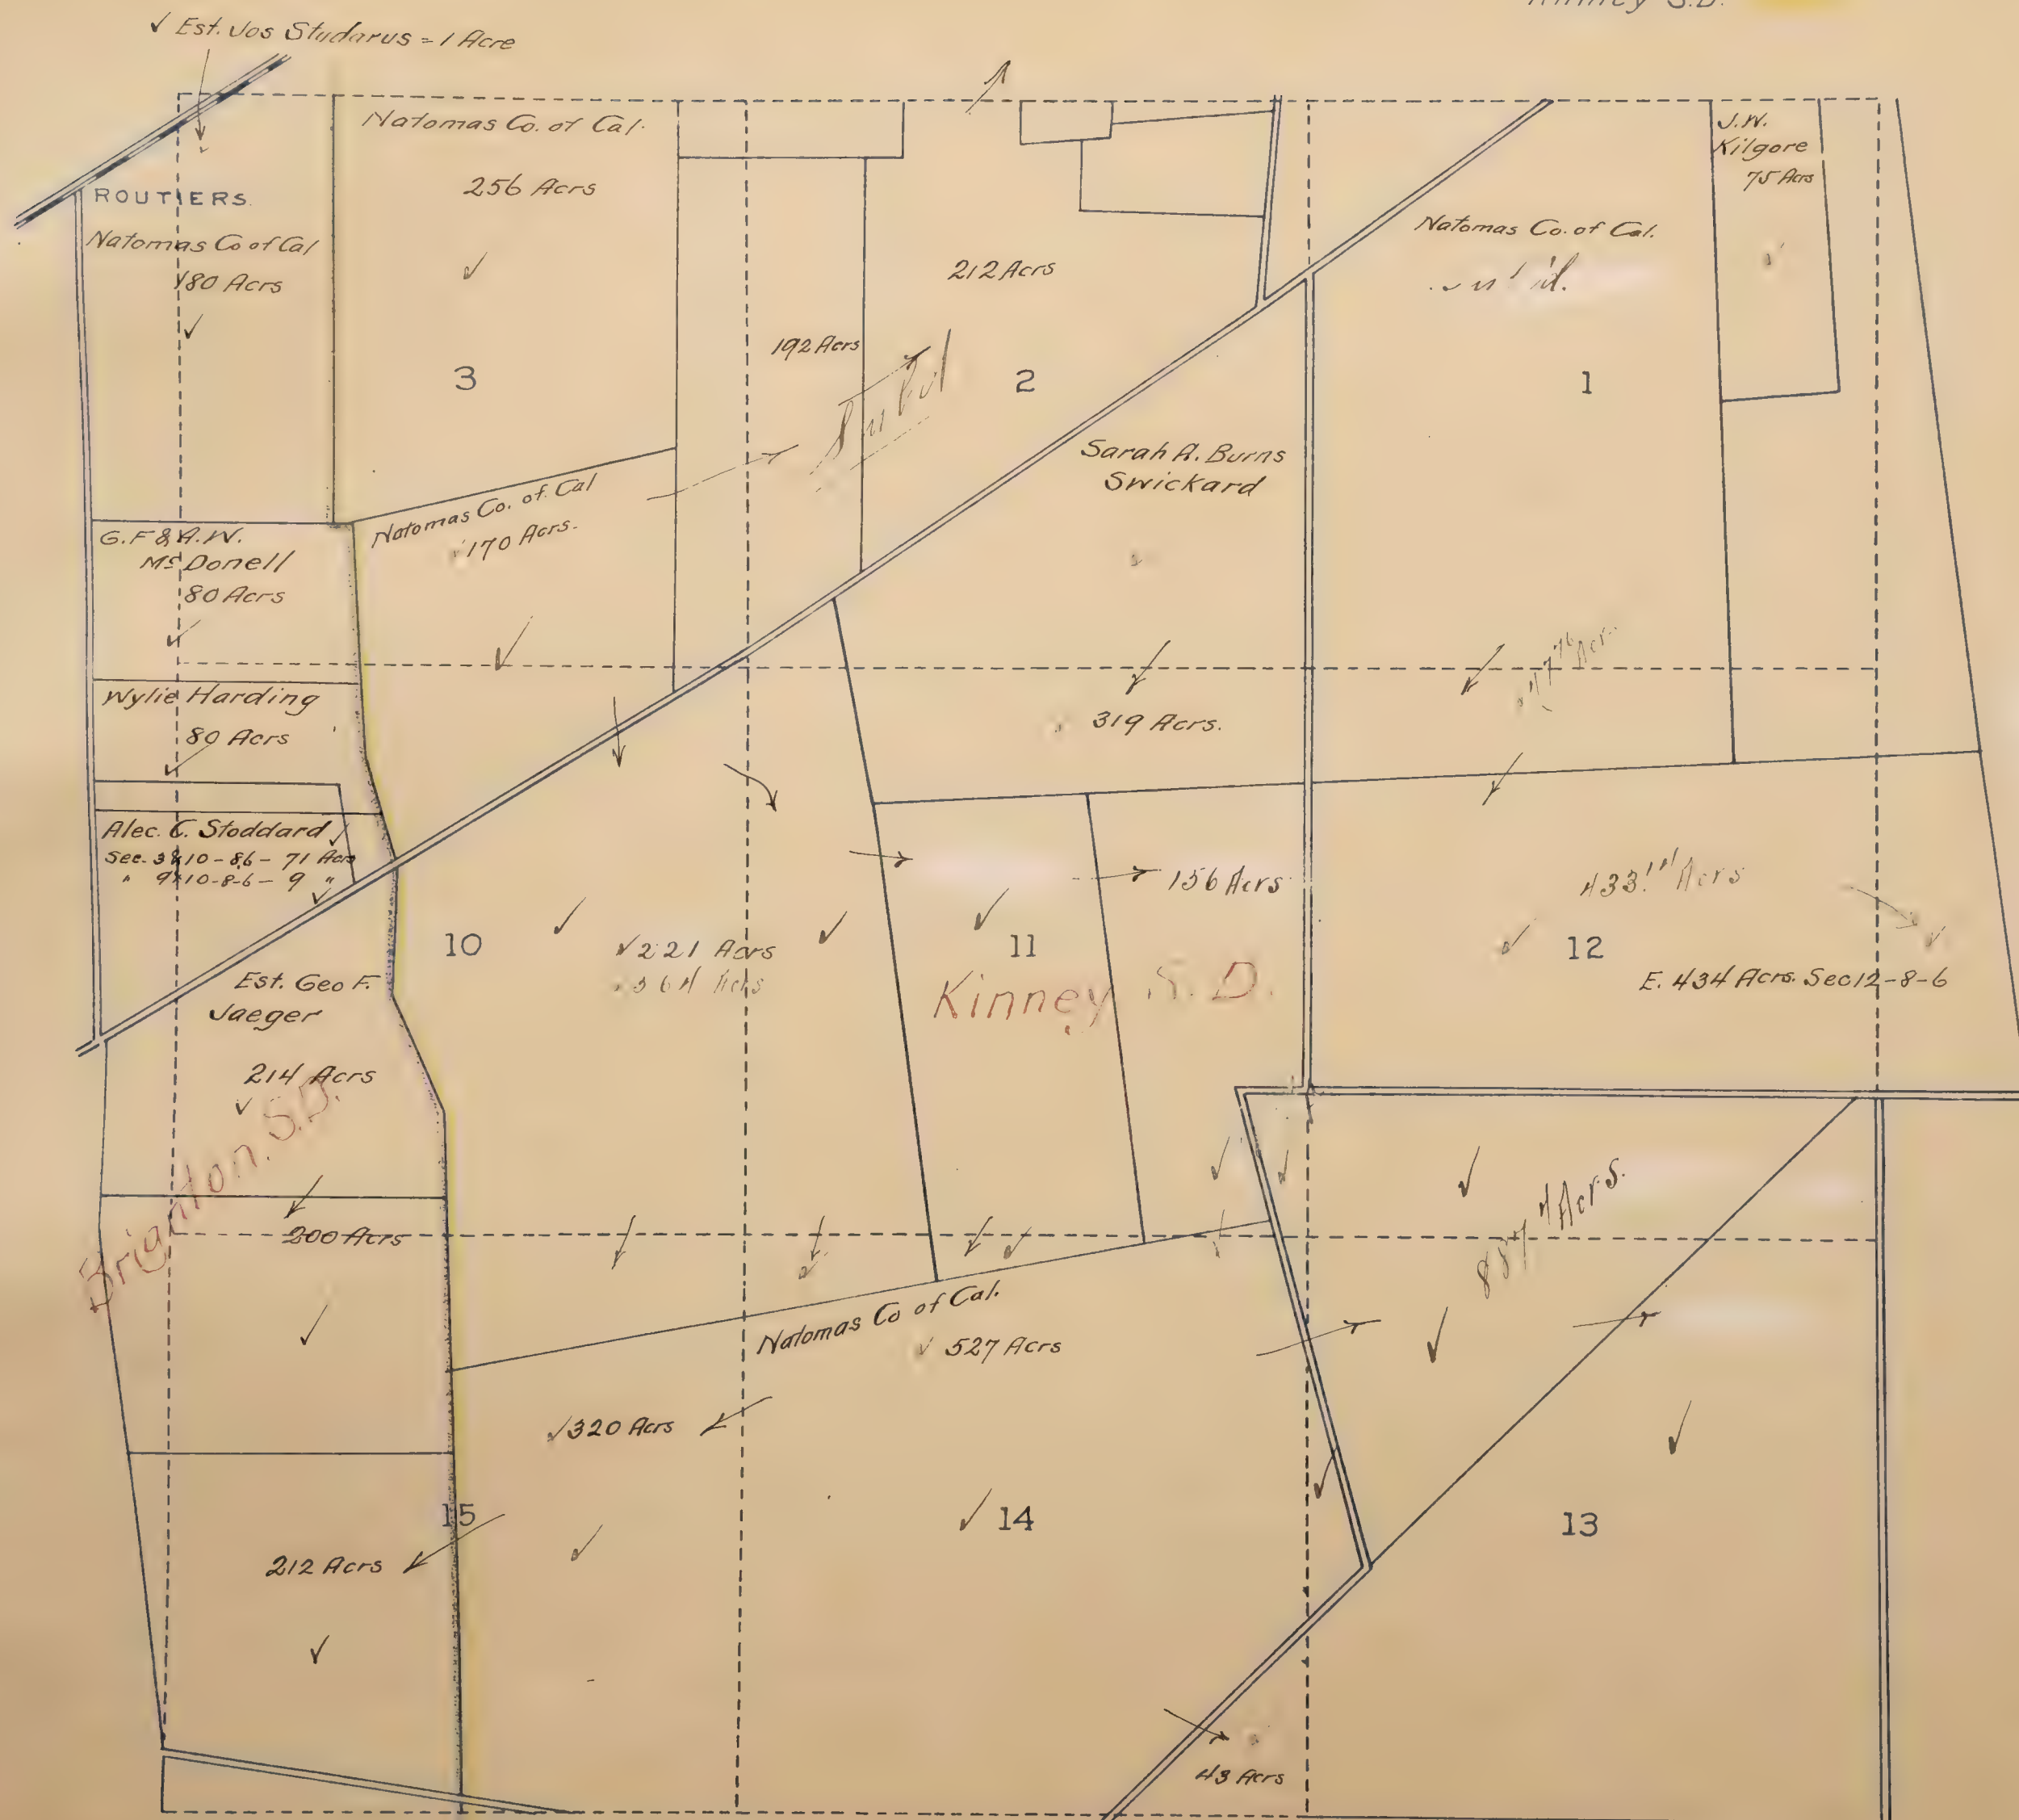 Kinney S.D.
Est. Jos Studarus = 1 Acre
Natomas Co. of Cal.
256 Acrs
3
ROUTIERS.
Natomas Co of Cal
180 Acrs
212 Acrs
192 Acrs
2
Natomas Co. of Cal.
1
J.W.
Kilgore
75 Acrs
Sarah A. Burns
Swickard
319 Acrs.
Natomas Co. of Cal
170 Acrs.
G.F & A.W.
McDonell
80 Acrs
Wylie Harding
80 Acrs
Alec. C. Stoddard
Sec. 3&10-8-6- 71 Acrs
" 9&10-8-6- 9 "
Est. Geo F.
Jaeger
214 Acrs
Brighton. S.D.
200 Acrs
10
221 Acrs
364 Acrs
11
156 Acrs
Kinney S.D.
Acrs
12
E. 434 Acrs. Sec 12-8-6
Acrs.
Natomas Co of Cal.
527 Acrs
320 Acrs
15
212 Acrs
14
13
43 Acrs